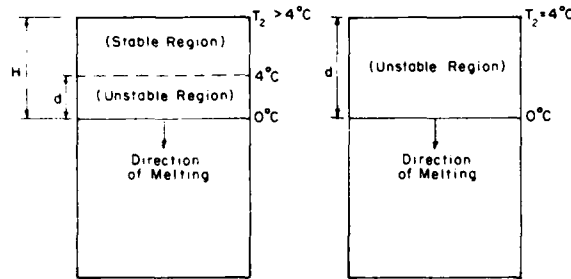 T₂ > 4°C
(Stable Region)
H
4°C
d
(Unstable Region)
0°C
Direction
of Melting
T₂ = 4°C
d
(Unstable Region)
0°C
Direction
of Melting